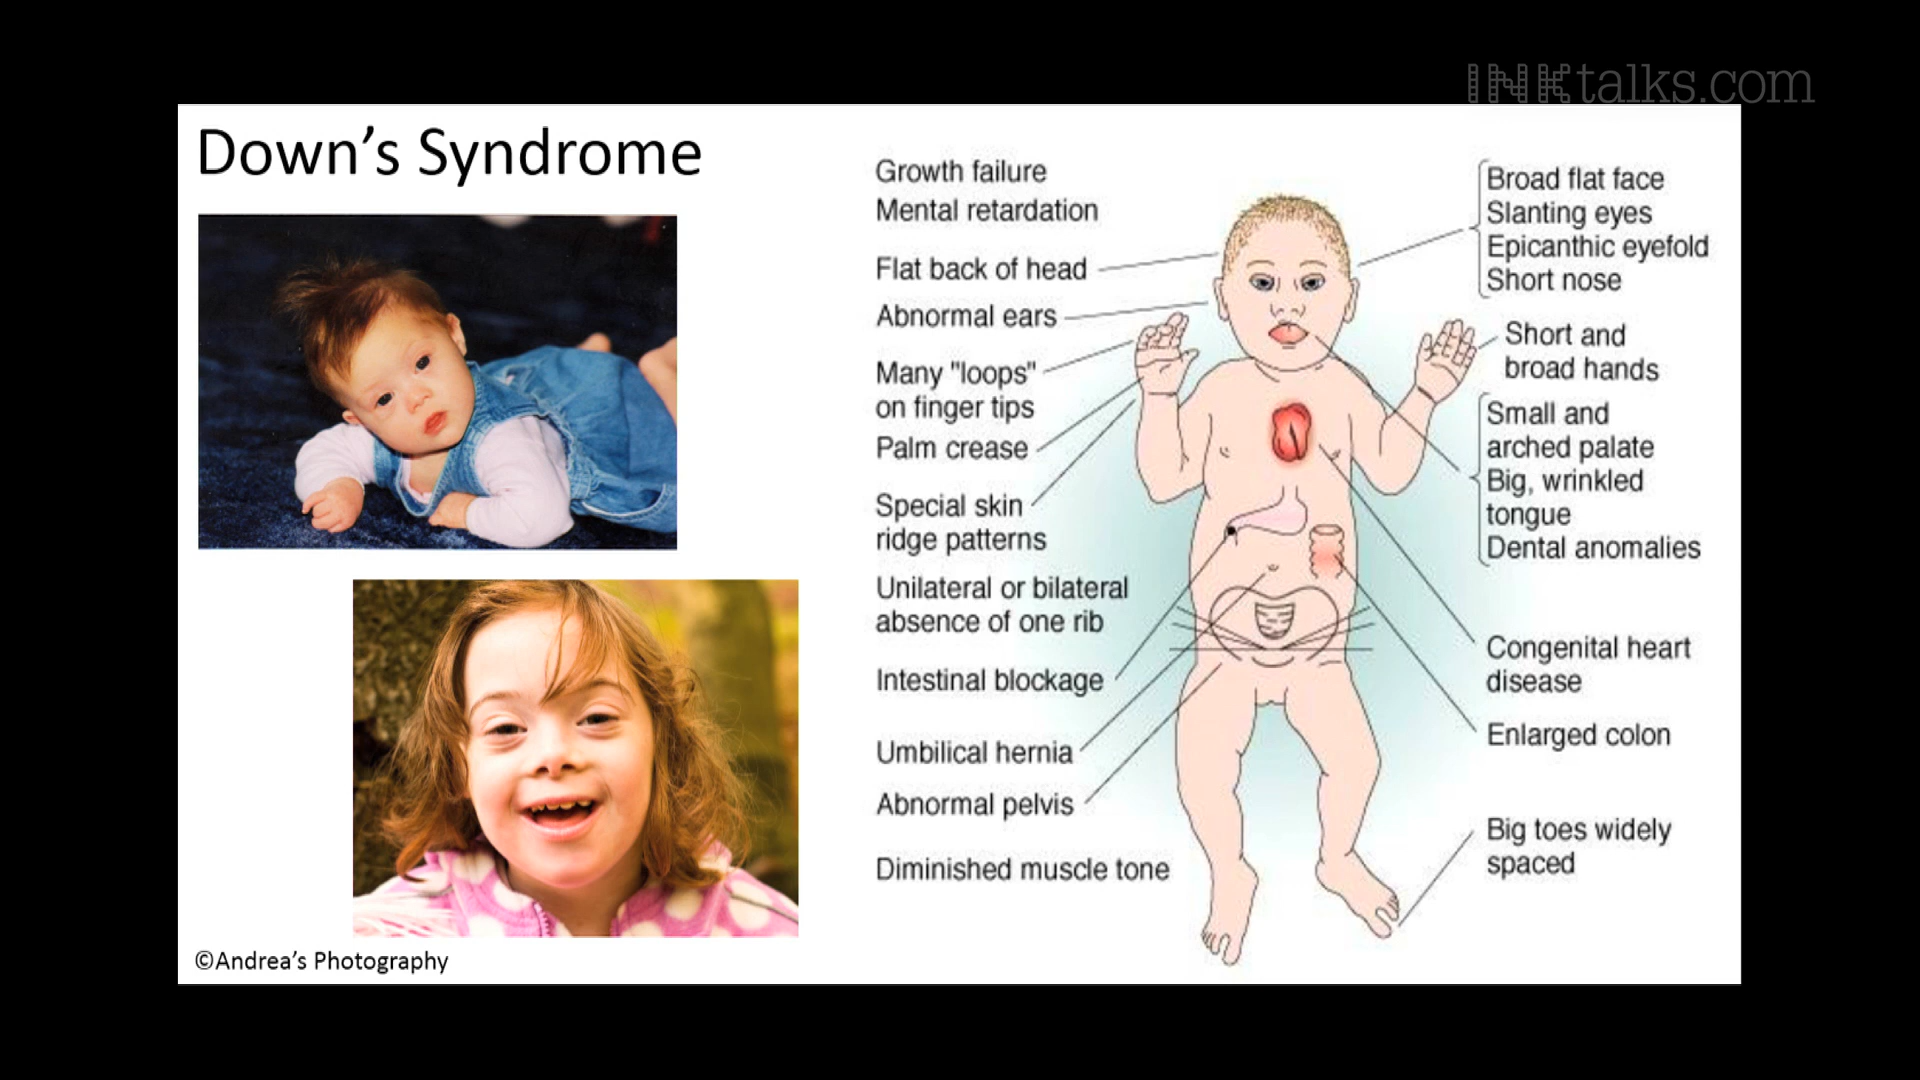 INKtalks.com
Down's Syndrome
Growth failure
Mental retardation
Flat back of head
Abnormal ears
Many "loops"
on finger tips
Palm crease
Special skin
ridge patterns
Unilateral or bilateral
absence of one rib
Intestinal blockage
Umbilical hernia
Abnormal pelvis
Diminished muscle tone
Broad flat face
Slanting eyes
Epicanthic eyefold
Short nose
Short and
broad hands
Small and
arched palate
Big, wrinkled
tongue
Dental anomalies
Congenital heart
disease
Enlarged colon
Big toes widely
spaced
©Andrea's Photography